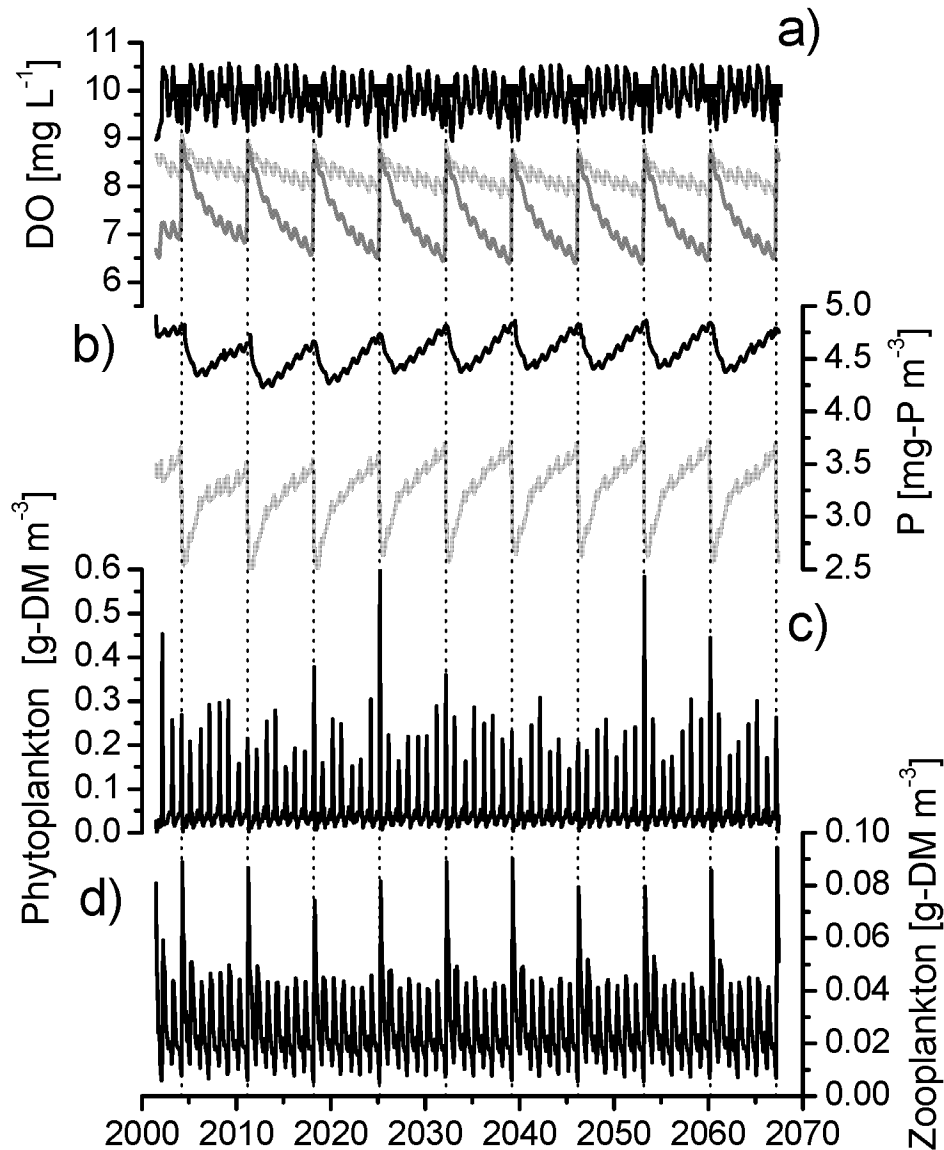 a)
11
10
9
8
7
6
DO [mg L⁻¹]
b)
5.0
4.5
4.0
3.5
3.0
2.5
P [mg-P m⁻³]
c)
0.6
0.5
0.4
0.3
0.2
0.1
0.0
Phytoplankton [g-DM m⁻³]
d)
0.10
0.08
0.06
0.04
0.02
0.00
Zooplankton [g-DM m⁻³]
2000 2010 2020 2030 2040 2050 2060 2070